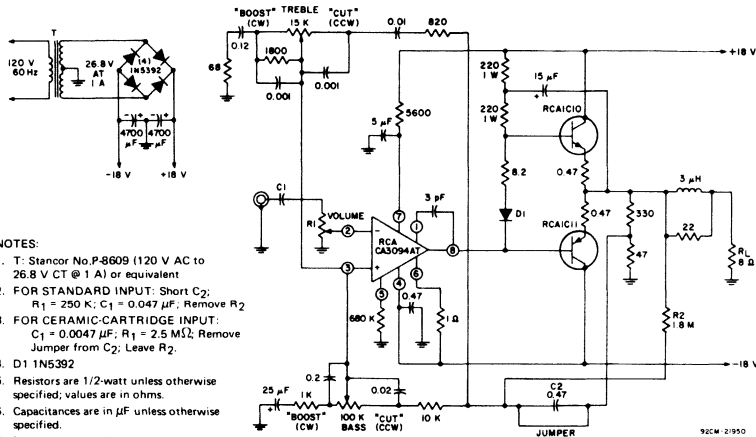 "BOOST" TREBLE "CUT"
(CW) 15 K (CCW)
0.12
68
1800
0.001
0.001
0.01
820
+18 V
T
120 V
60 Hz
26.8 V
AT
1 A
(4)
1N5392
- + - +
4700 4700
µF µF
-18 V +18 V
5 µF
5600
220
1 W
220
1 W
15 µF
+
RCA1C10
8.2
D1
0.47
0.47
RCA1C11
3 µH
330
22
47
RL
8 Ω
R2
1.8 M
C1
VOLUME
R1
2
3
7
1
3 pF
8
RCA
CA3094AT
6
5
4
680 K
0.47
1 Ω
-18 V
0.2
0.02
25 µF
+
1K
"BOOST"
(CW)
100 K
BASS
"CUT"
(CCW)
10 K
C2
0.47
JUMPER
92CM-21950
NOTES:
. T: Stancor No.P-8609 (120 V AC to
26.8 V CT @ 1 A) or equivalent
. FOR STANDARD INPUT: Short C2;
R1 = 250 K; C1 = 0.047 µF; Remove R2
. FOR CERAMIC-CARTRIDGE INPUT:
C1 = 0.0047 µF; R1 = 2.5 MΩ; Remove
Jumper from C2; Leave R2.
. D1 1N5392
. Resistors are 1/2-watt unless otherwise
specified; values are in ohms.
. Capacitances are in µF unless otherwise
specified.